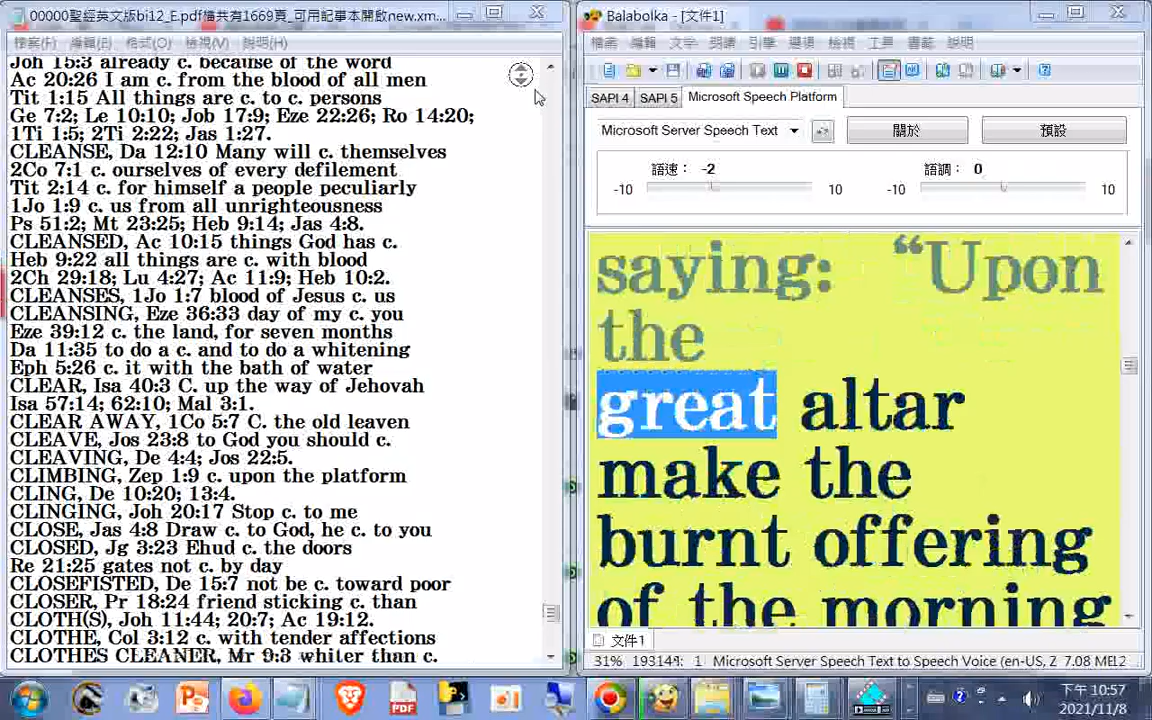 00000聖經英文版bi12_E.pdf檔共有1669頁_可用記事本開啟new.xm...
檔案(F) 編輯(E) 格式(O) 檢視(V) 說明(H)
Joh 15:3 already c. because of the word
Ac 20:26 I am c. from the blood of all men
Tit 1:15 All things are c. to c. persons
Ge 7:2; Le 10:10; Job 17:9; Eze 22:26; Ro 14:20;
1Ti 1:5; 2Ti 2:22; Jas 1:27.
CLEANSE, Da 12:10 Many will c. themselves
2Co 7:1 c. ourselves of every defilement
Tit 2:14 c. for himself a people peculiarly
1Jo 1:9 c. us from all unrighteousness
Ps 51:2; Mt 23:25; Heb 9:14; Jas 4:8.
CLEANSED, Ac 10:15 things God has c.
Heb 9:22 all things are c. with blood
2Ch 29:18; Lu 4:27; Ac 11:9; Heb 10:2.
CLEANSES, 1Jo 1:7 blood of Jesus c. us
CLEANSING, Eze 36:33 day of my c. you
Eze 39:12 c. the land, for seven months
Da 11:35 to do a c. and to do a whitening
Eph 5:26 c. it with the bath of water
CLEAR, Isa 40:3 C. up the way of Jehovah
Isa 57:14; 62:10; Mal 3:1.
CLEAR AWAY, 1Co 5:7 C. the old leaven
CLEAVE, Jos 23:8 to God you should c.
CLEAVING, De 4:4; Jos 22:5.
CLIMBING, Zep 1:9 c. upon the platform
CLING, De 10:20; 13:4.
CLINGING, Joh 20:17 Stop c. to me
CLOSE, Jas 4:8 Draw c. to God, he c. to you
CLOSED, Jg 3:23 Ehud c. the doors
Re 21:25 gates not c. by day
CLOSEFISTED, De 15:7 not be c. toward poor
CLOSER, Pr 18:24 friend sticking c. than
CLOTH(S), Joh 11:44; 20:7; Ac 19:12.
CLOTHE, Col 3:12 c. with tender affections
CLOTHES CLEANER, Mr 9:3 whiter than c.
Balabolka - [文件1]
檔案 編輯 文字 朗讀 引擎 選項 檢視 工具 書籤 說明
SAPI 4 SAPI 5 Microsoft Speech Platform
Microsoft Server Speech Text 關於 預設
語速: -2 語調: 0
-10 10 -10 10
saying: “Upon
the
great altar
make the
burnt offering
of the morning
文件1
31% Microsoft Server Speech Text to Speech Voice (en-US, Z 7.08 MB
下午 10:57
2021/11/8